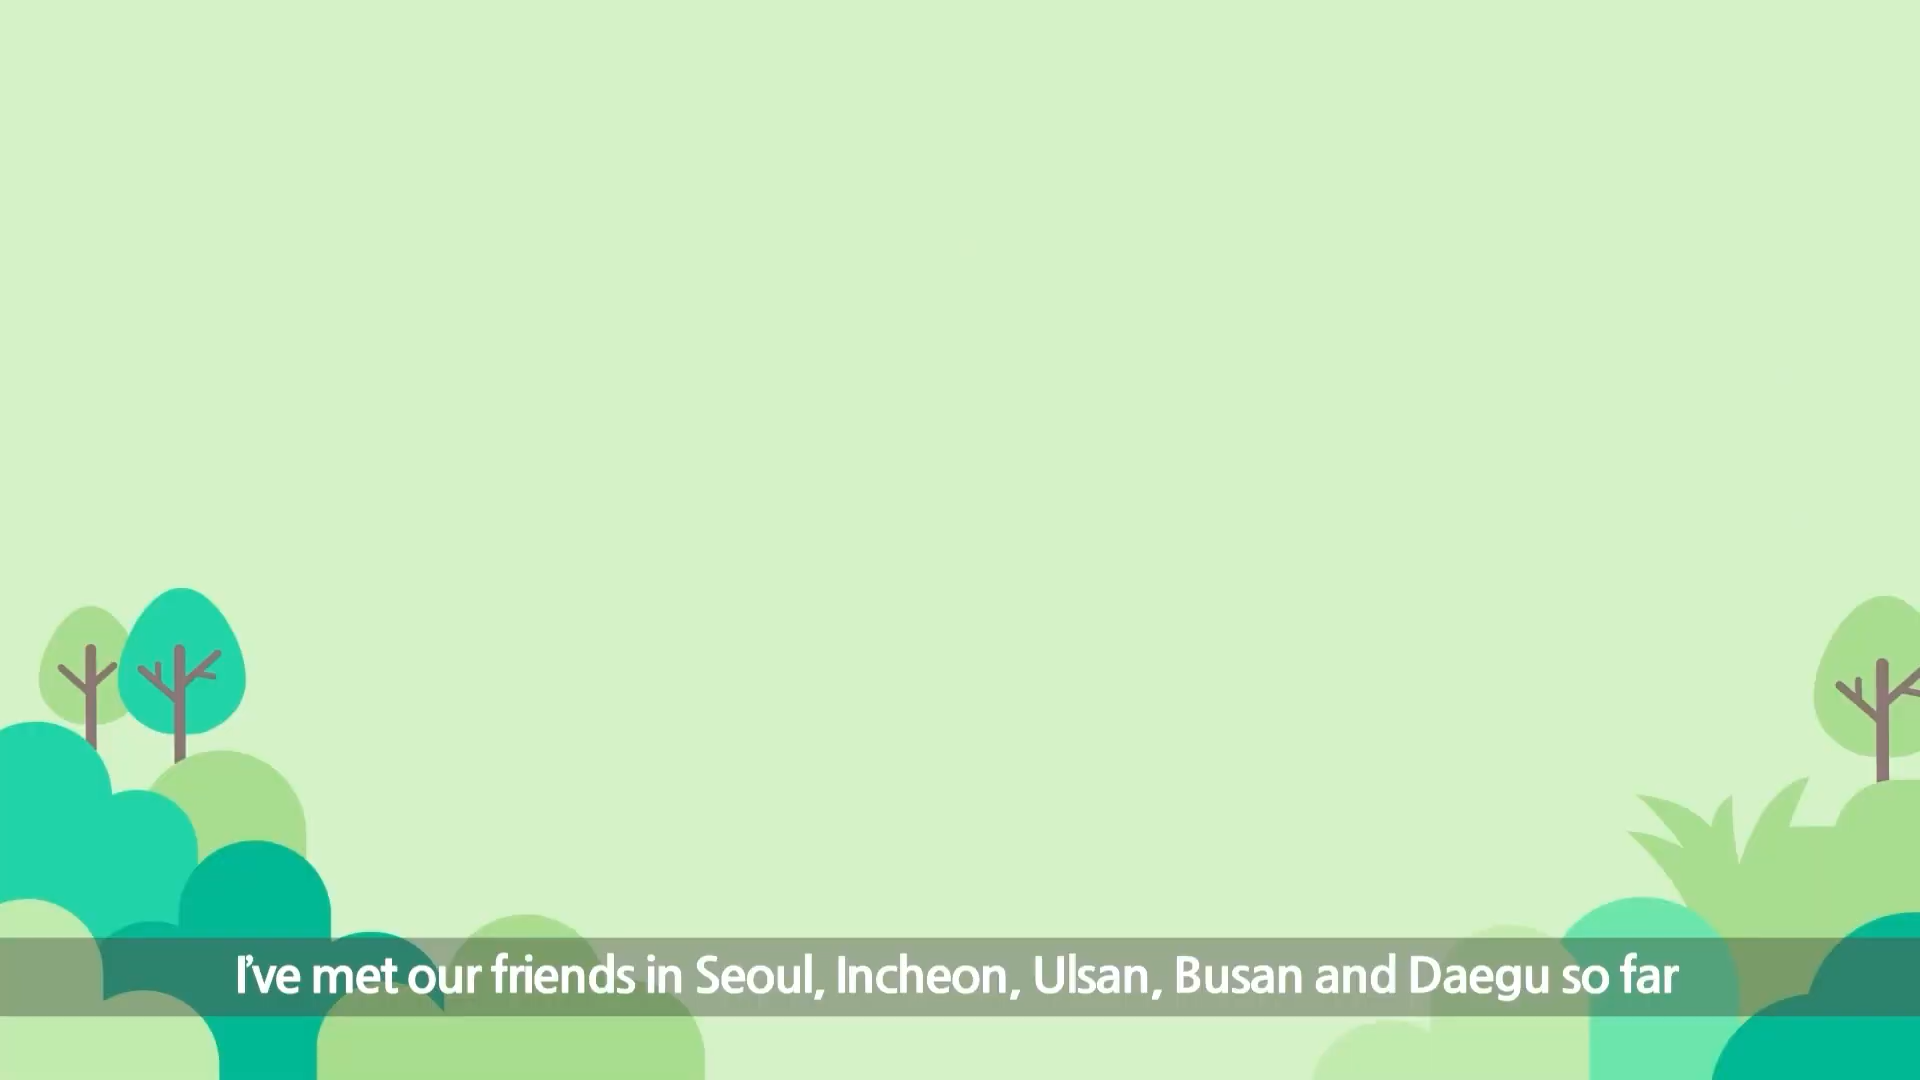 I've met our friends in Seoul, Incheon, Ulsan, Busan and Daegu so far